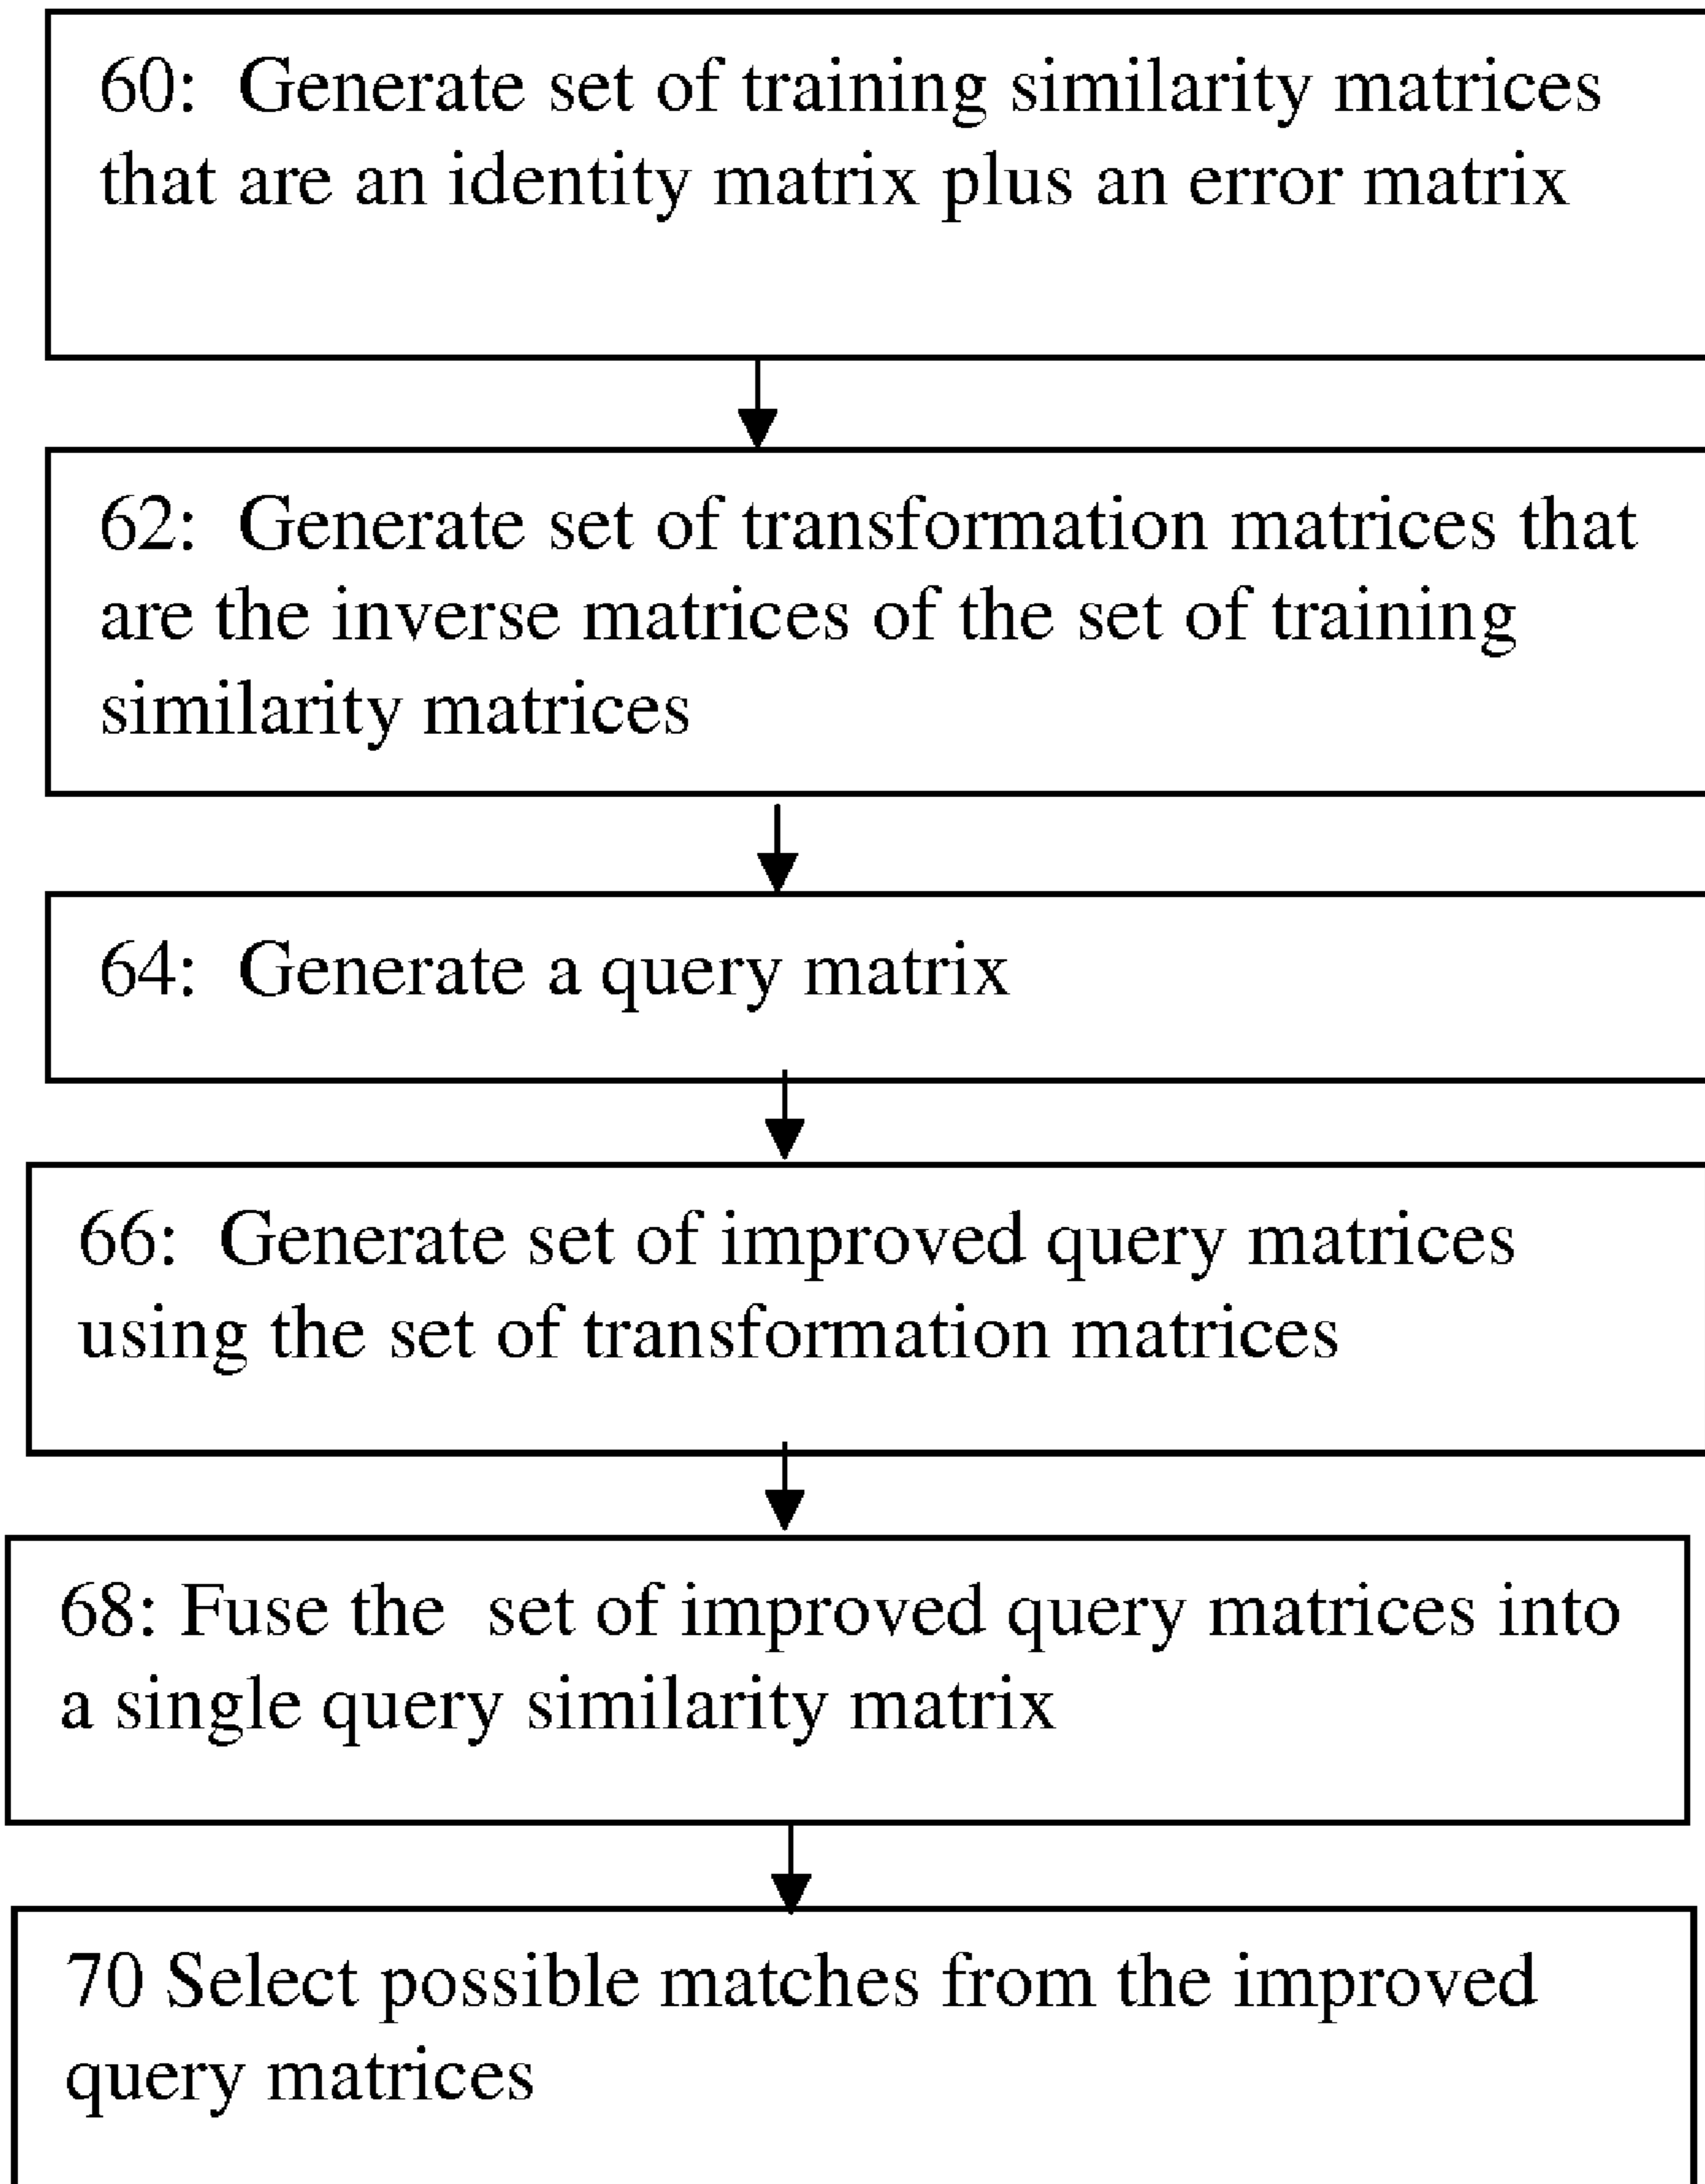 60:  Generate set of training similarity matrices
that are an identity matrix plus an error matrix
62:  Generate set of transformation matrices that
are the inverse matrices of the set of training
similarity matrices
64:  Generate a query matrix
66:  Generate set of improved query matrices
using the set of transformation matrices
68: Fuse the  set of improved query matrices into
a single query similarity matrix
70 Select possible matches from the improved
query matrices